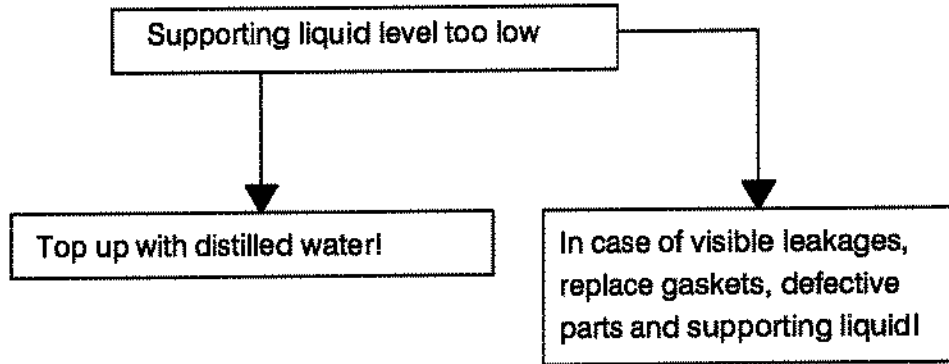 Supporting liquid level too low
Top up with distilled water!
In case of visible leakages,
replace gaskets, defective
parts and supporting liquid!